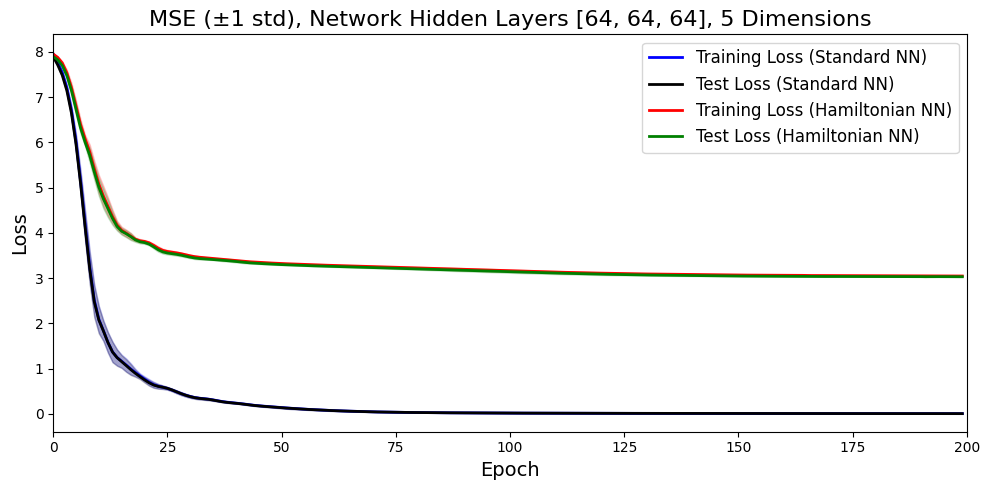 MSE (±1 std), Network Hidden Layers [64, 64, 64], 5 Dimensions
Training Loss (Standard NN)
Test Loss (Standard NN)
Training Loss (Hamiltonian NN)
Test Loss (Hamiltonian NN)
Loss
8
7
6
5
4
3
2
1
0
0 25 50 75 100 125 150 175 200
Epoch